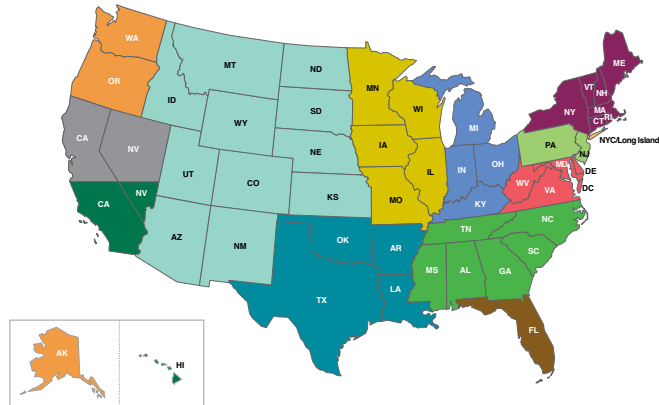 WA
ME
MT
ND
VT
OR
MN
NH
ID
SD
WI
NY
MA
WY
MI
CT
RI
CA
NV
NE
IA
PA
NYC/Long Island
NJ
UT
IL
IN
OH
MD
DE
CO
WV
DC
NV
KS
MO
VA
CA
KY
AZ
NM
OK
AR
TN
NC
SC
MS
AL
GA
TX
LA
FL
AK
HI